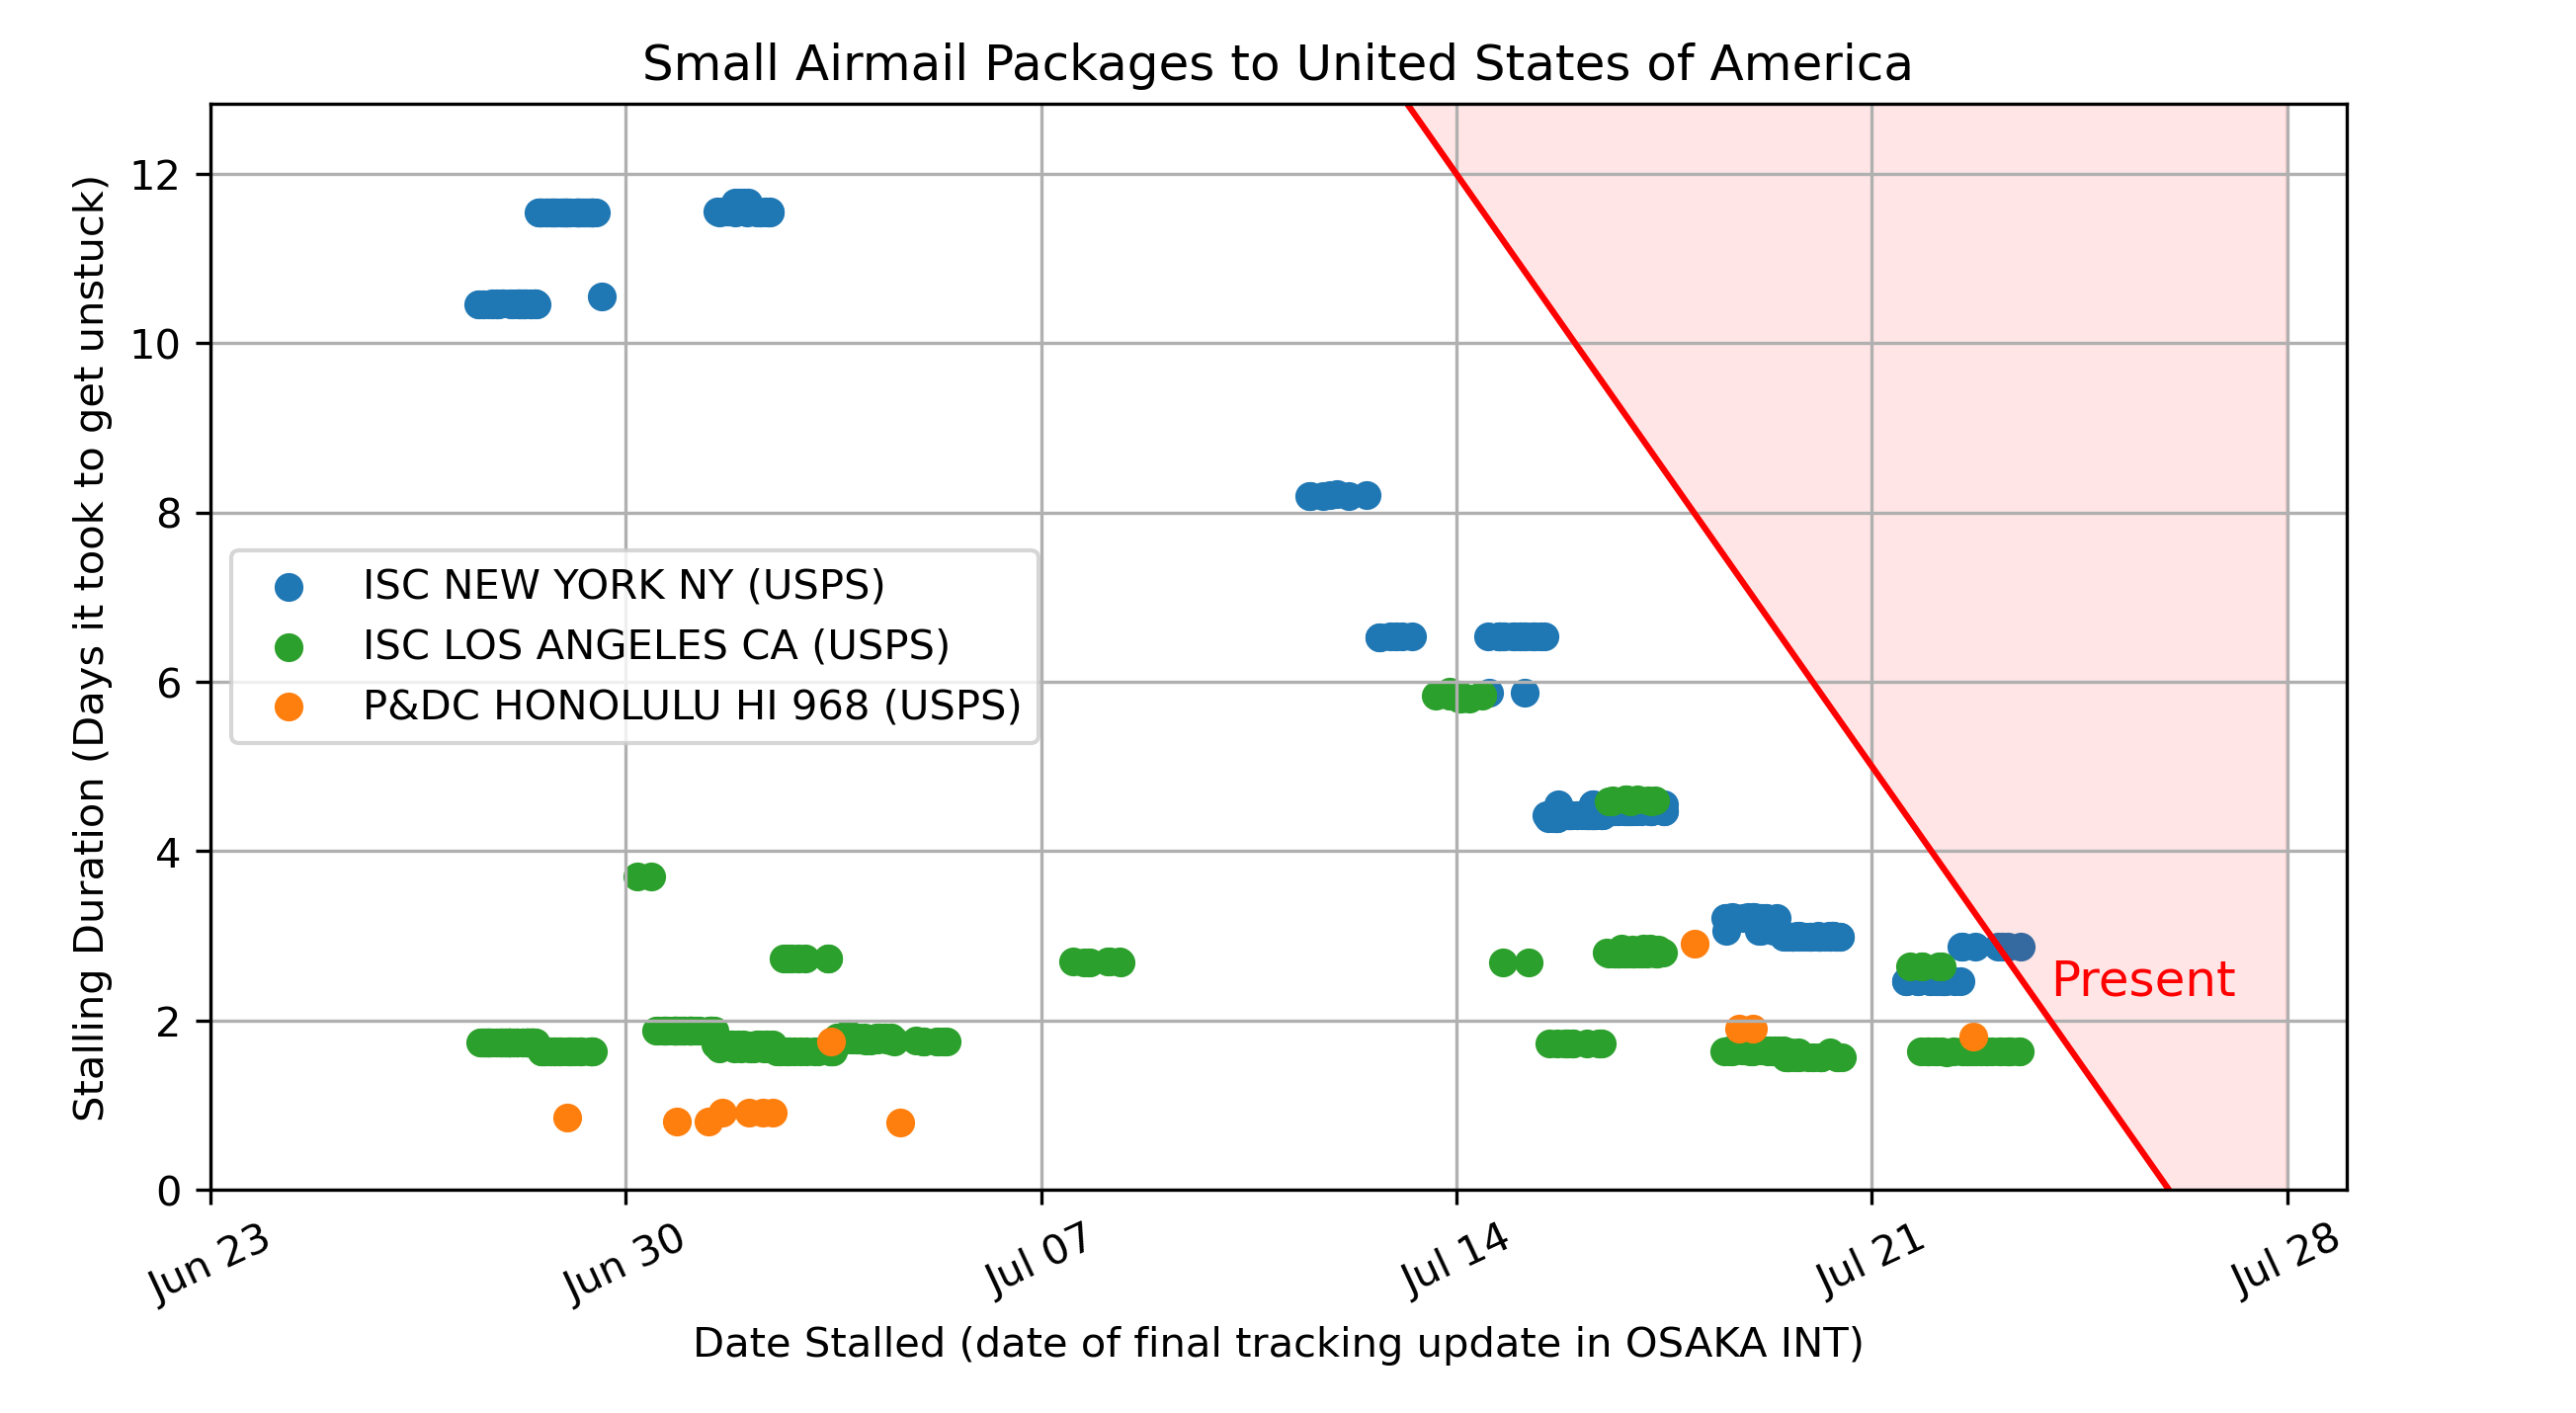 Small Airmail Packages to United States of America
Stalling Duration (Days it took to get unstuck)
12
10
8
6
4
2
0
ISC NEW YORK NY (USPS)
ISC LOS ANGELES CA (USPS)
P&DC HONOLULU HI 968 (USPS)
Present
Jun 23
Jun 30
Jul 07
Jul 14
Jul 21
Jul 28
Date Stalled (date of final tracking update in OSAKA INT)